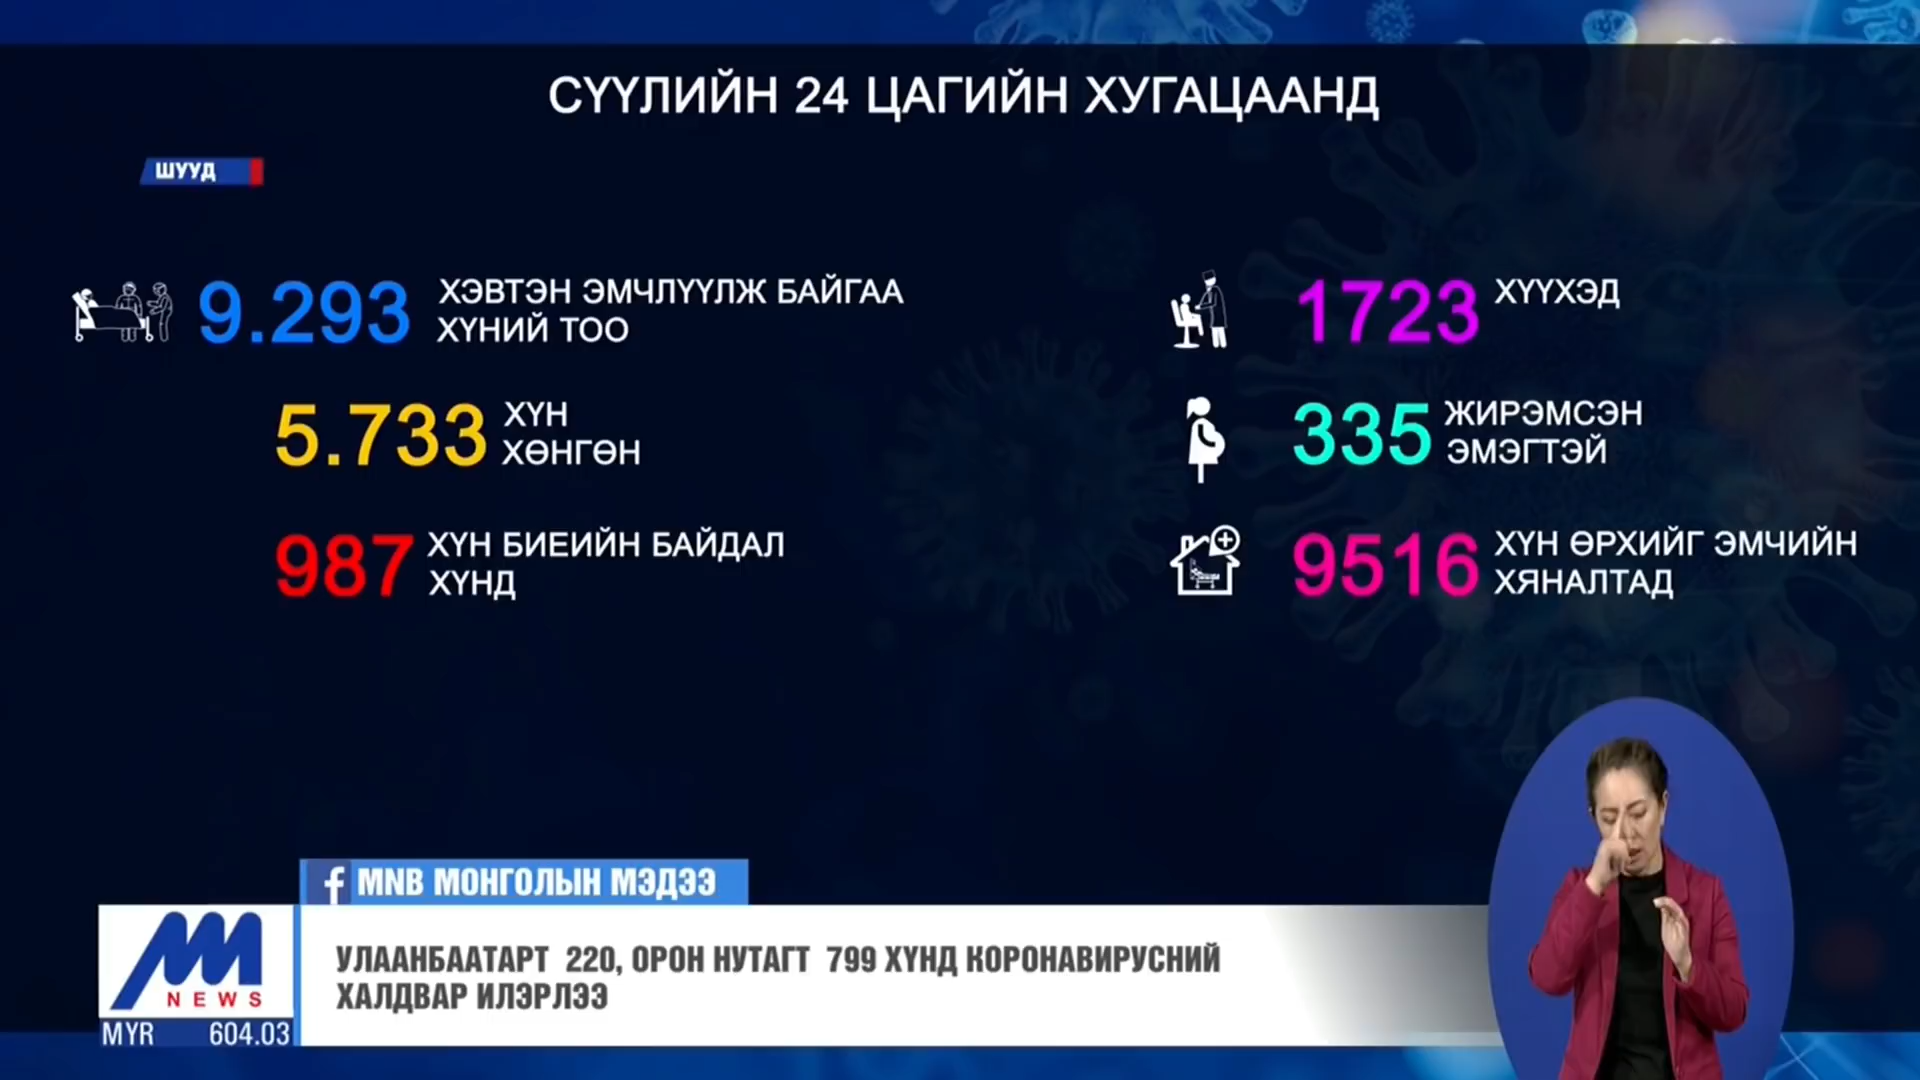 СҮҮЛИЙН 24 ЦАГИЙН ХУГАЦААНД
ШУУД
9.293 ХЭВТЭН ЭМЧЛҮҮЛЖ БАЙГАА
ХҮНИЙ ТОО
5.733 ХҮН
ХӨНГӨН
987 ХҮН БИЕИЙН БАЙДАЛ
ХҮНД
1723 ХҮҮХЭД
335 ЖИРЭМСЭН
ЭМЭГТЭЙ
9516 ХҮН ӨРХИЙГ ЭМЧИЙН
ХЯНАЛТАД
f MNB МОНГОЛЫН МЭДЭЭ
NEWS
MYR 604.03
УЛААНБААТАРТ 220, ОРОН НУТАГТ 799 ХҮНД КОРОНАВИРУСНИЙ
ХАЛДВАР ИЛЭРЛЭЭ